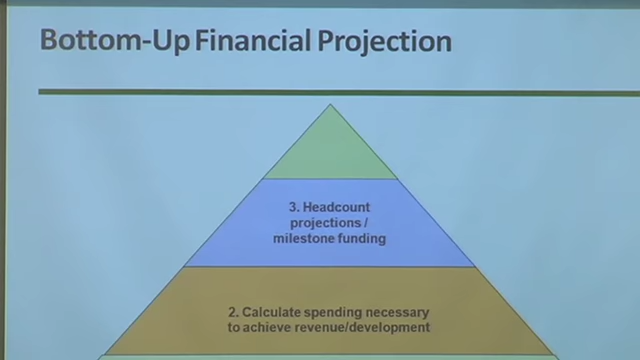 Bottom-Up Financial Projection
3. Headcount
projections /
milestone funding
2. Calculate spending necessary
to achieve revenue/development